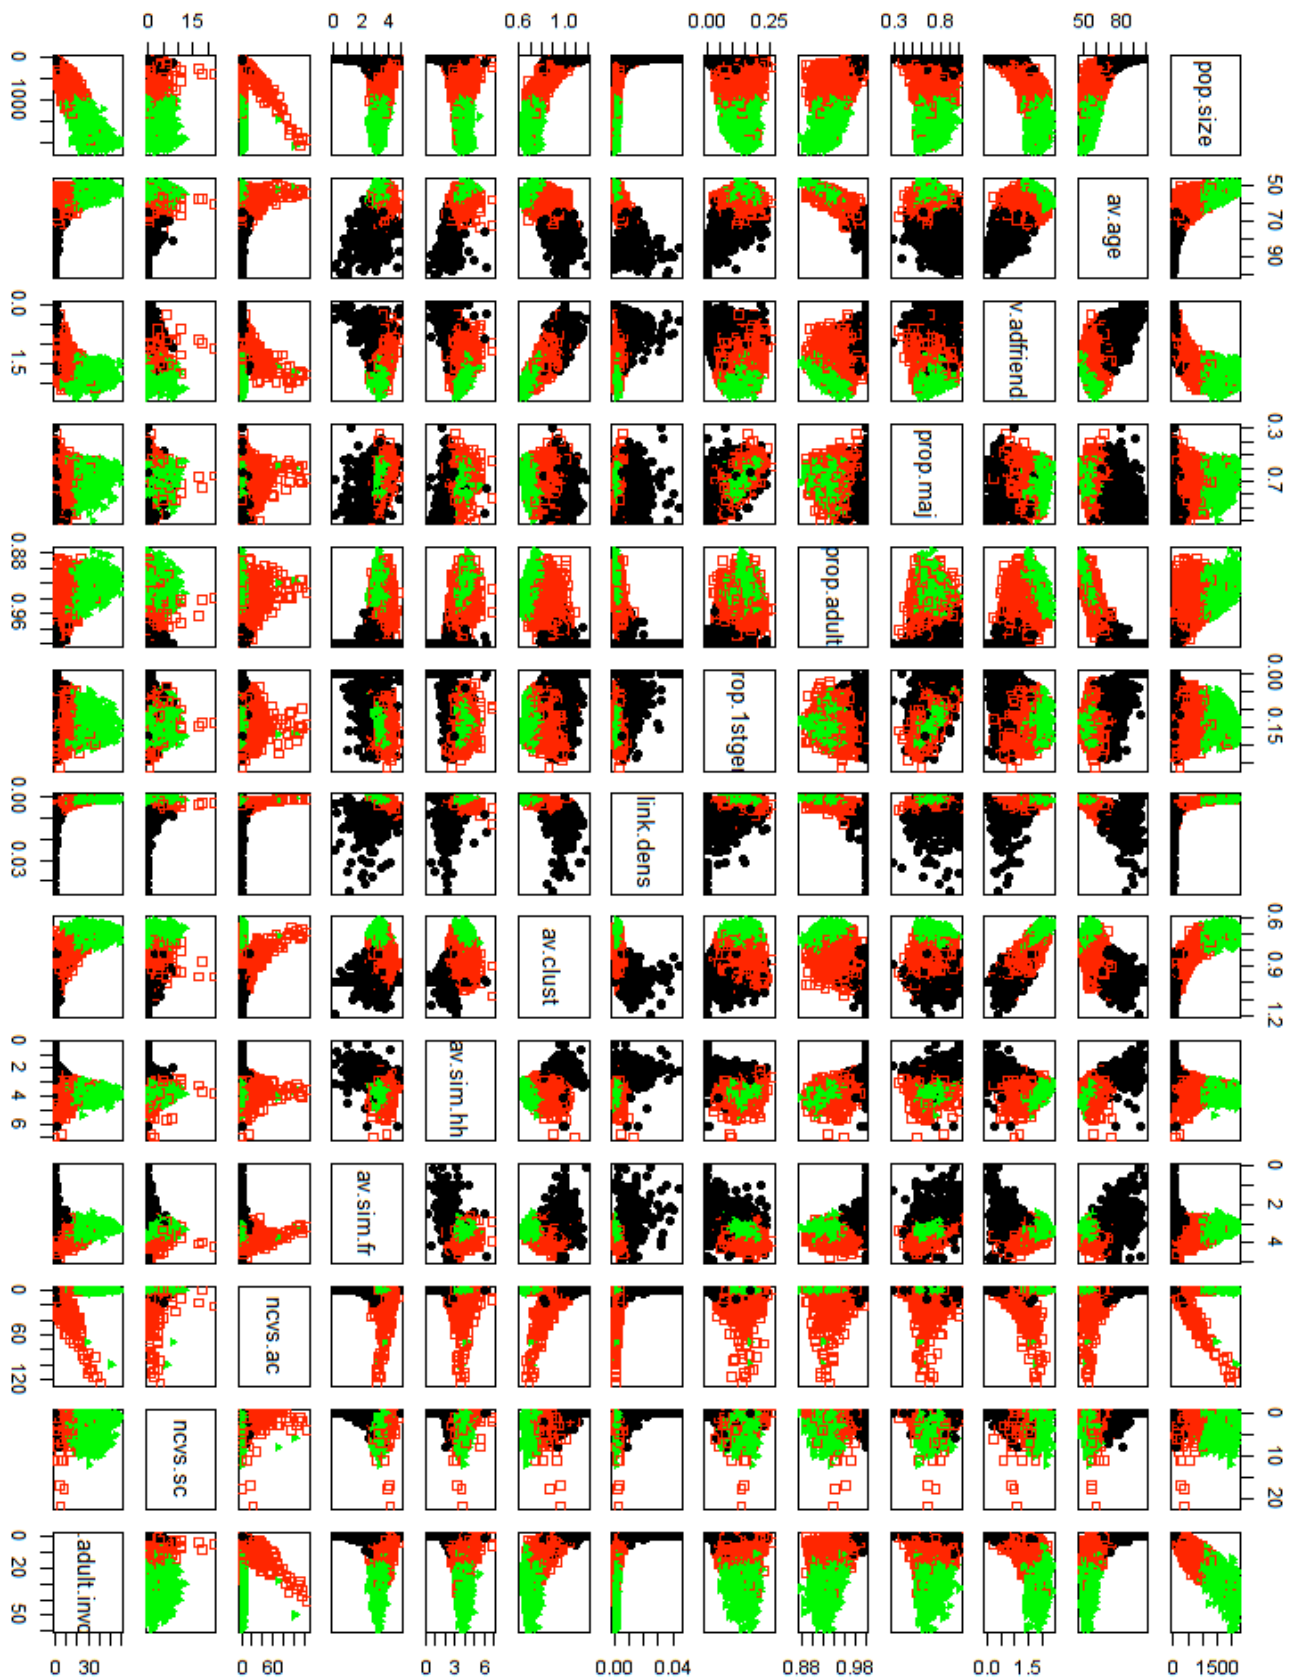 0 15 0 2 4 0.6 1.0 0.00 0.25 0.3 0.8 50 80
0 1000
pop.size
av.age
50 70 90
0.0 1.5
v.adfriend
prop.maj
0.3 0.7
0.88 0.96
prop.adult
rop.1stge
0.00 0.15
0.00 0.03
link.dens
av.clust
0.6 0.9 1.2
0 2 4 6
av.sim.hh
av.sim.fr
0 2 4
0 60 120
ncvs.ac
ncvs.sc
0 10 20
0 20 50
.adult.invo
0 30 0 60 0 3 6 0.00 0.04 0.88 0.98 0.0 1.5 0 1500